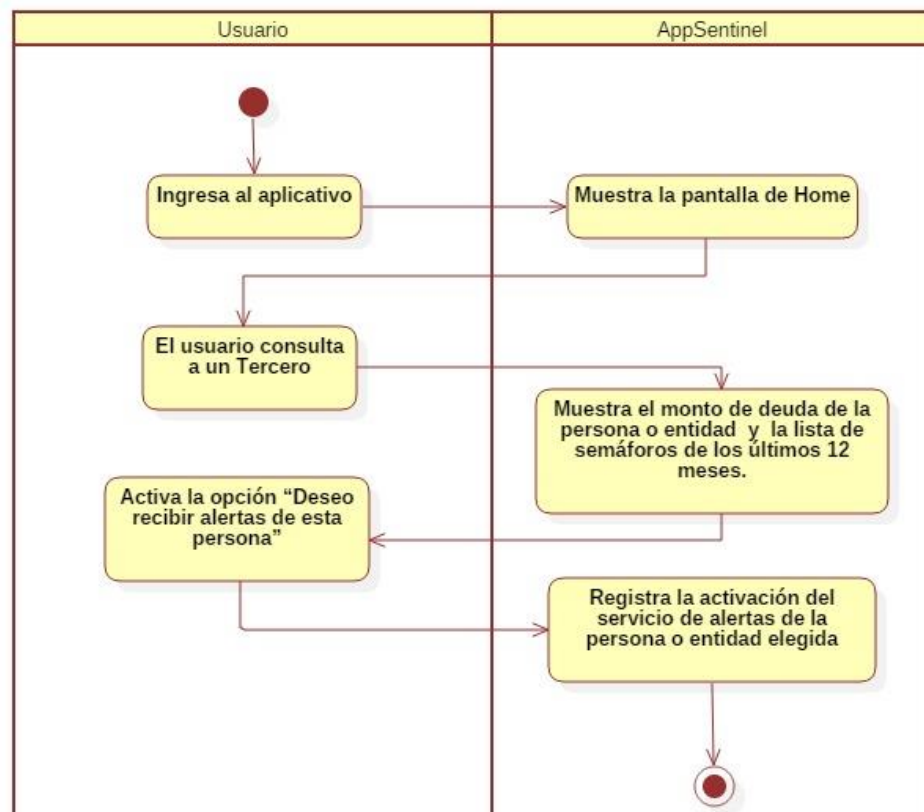 Usuario
AppSentinel
Ingresa al aplicativo
Muestra la pantalla de Home
El usuario consulta
a un Tercero
Muestra el monto de deuda de la
persona o entidad y la lista de
semáforos de los últimos 12
meses.
Activa la opción “Deseo
recibir alertas de esta
persona”
Registra la activación del
servicio de alertas de la
persona o entidad elegida